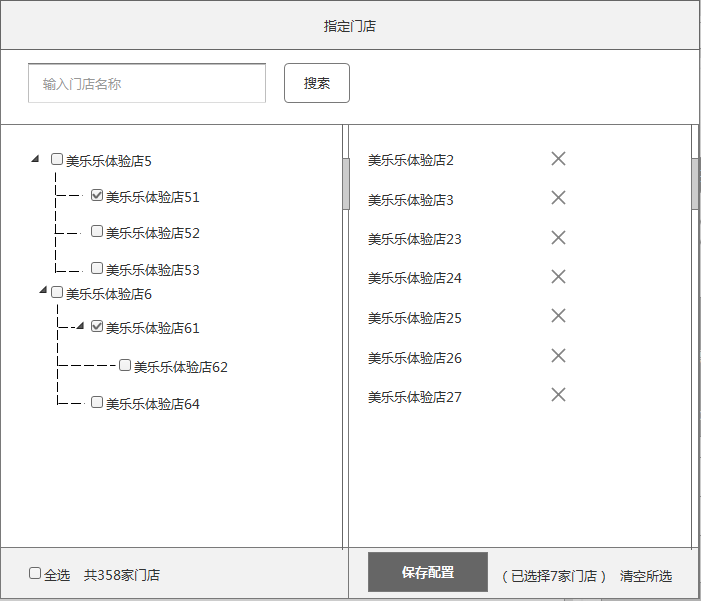 指定门店
输入门店名称
搜索
美乐乐体验店5
美乐乐体验店51
美乐乐体验店52
美乐乐体验店53
美乐乐体验店6
美乐乐体验店61
美乐乐体验店62
美乐乐体验店64
美乐乐体验店2
美乐乐体验店3
美乐乐体验店23
美乐乐体验店24
美乐乐体验店25
美乐乐体验店26
美乐乐体验店27
全选 共358家门店
保存配置 （已选择7家门店） 清空所选